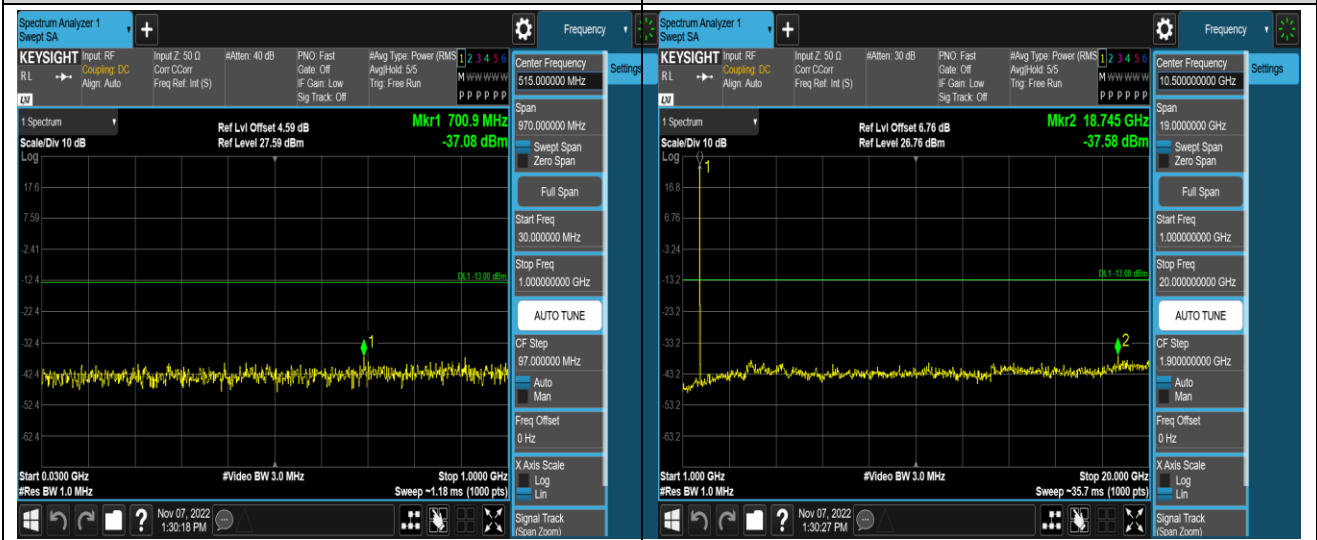 Spectrum Analyzer 1
Swept SA
Frequency
KEYSIGHT
Input: RF
Coupling: DC
Align: Auto
Input Z: 50 Ω
Corr CCorr
Freq Ref: Int (S)
#Atten: 40 dB
PNO: Fast
Gate: Off
IF Gain: Low
Sig Track: Off
#Avg Type: Power (RMS
Avg|Hold: 5/5
Trig: Free Run
1 2 3 4 5 6
M W W W W W
P P P P P P
RL
LXI
Center Frequency
515.000000 MHz
Settings
1 Spectrum
Scale/Div 10 dB
Log
Ref Lvl Offset 4.59 dB
Ref Level 27.59 dBm
Mkr1 700.9 MHz
-37.08 dBm
Span
970.000000 MHz
Swept Span
Zero Span
Full Span
Start Freq
30.000000 MHz
Stop Freq
1.000000000 GHz
AUTO TUNE
CF Step
97.000000 MHz
Auto
Man
Freq Offset
0 Hz
X Axis Scale
Log
Lin
Signal Track
(Span Zoom)
17.6
7.59
-2.41
-12.4
-22.4
-32.4
-42.4
-52.4
-62.4
DL1 -13.00 dBm
1
Start 0.0300 GHz
#Res BW 1.0 MHz
#Video BW 3.0 MHz
Stop 1.0000 GHz
Sweep ~1.18 ms (1000 pts)
Nov 07, 2022
1:30:18 PM
Spectrum Analyzer 1
Swept SA
Frequency
KEYSIGHT
Input: RF
Coupling: DC
Align: Auto
Input Z: 50 Ω
Corr CCorr
Freq Ref: Int (S)
#Atten: 30 dB
PNO: Fast
Gate: Off
IF Gain: Low
Sig Track: Off
#Avg Type: Power (RMS
Avg|Hold: 5/5
Trig: Free Run
1 2 3 4 5 6
M W W W W W
P P P P P P
RL
LXI
Center Frequency
10.500000000 GHz
Settings
1 Spectrum
Scale/Div 10 dB
Log
Ref Lvl Offset 6.76 dB
Ref Level 26.76 dBm
Mkr2 18.745 GHz
-37.58 dBm
Span
19.0000000 GHz
Swept Span
Zero Span
Full Span
Start Freq
1.000000000 GHz
Stop Freq
20.000000000 GHz
AUTO TUNE
CF Step
1.900000000 GHz
Auto
Man
Freq Offset
0 Hz
X Axis Scale
Log
Lin
Signal Track
(Span Zoom)
1
16.8
6.76
-3.24
-13.2
-23.2
-33.2
-43.2
-53.2
-63.2
DL1 -13.00 dBm
2
Start 1.000 GHz
#Res BW 1.0 MHz
#Video BW 3.0 MHz
Stop 20.000 GHz
Sweep ~35.7 ms (1000 pts)
Nov 07, 2022
1:30:27 PM